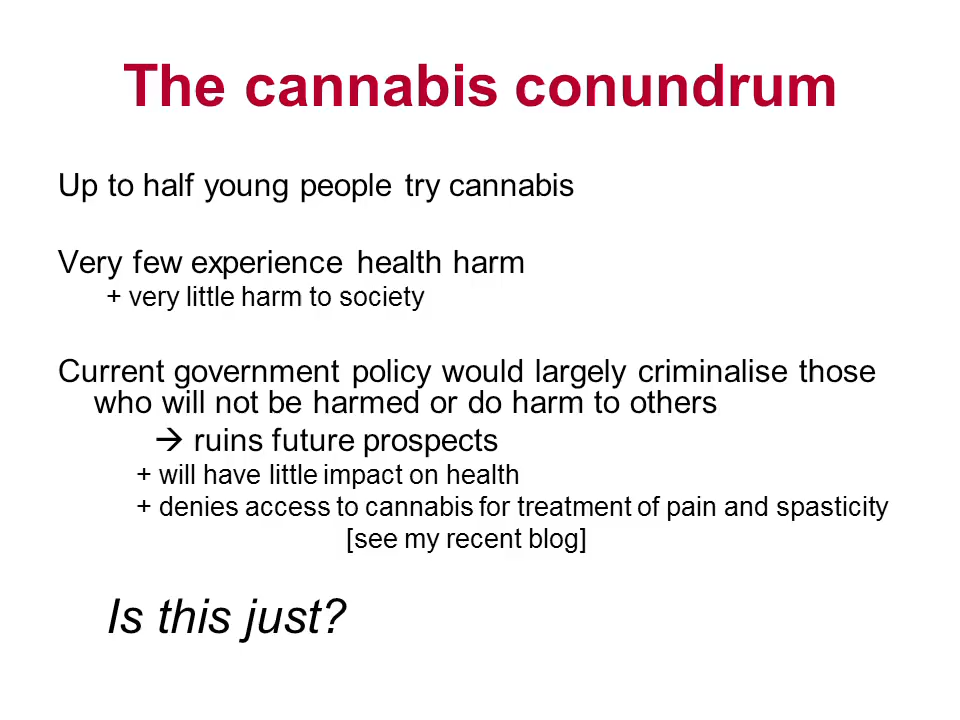 The cannabis conundrum
Up to half young people try cannabis
Very few experience health harm
+ very little harm to society
Current government policy would largely criminalise those
who will not be harmed or do harm to others
→ ruins future prospects
+ will have little impact on health
+ denies access to cannabis for treatment of pain and spasticity
[see my recent blog]
Is this just?